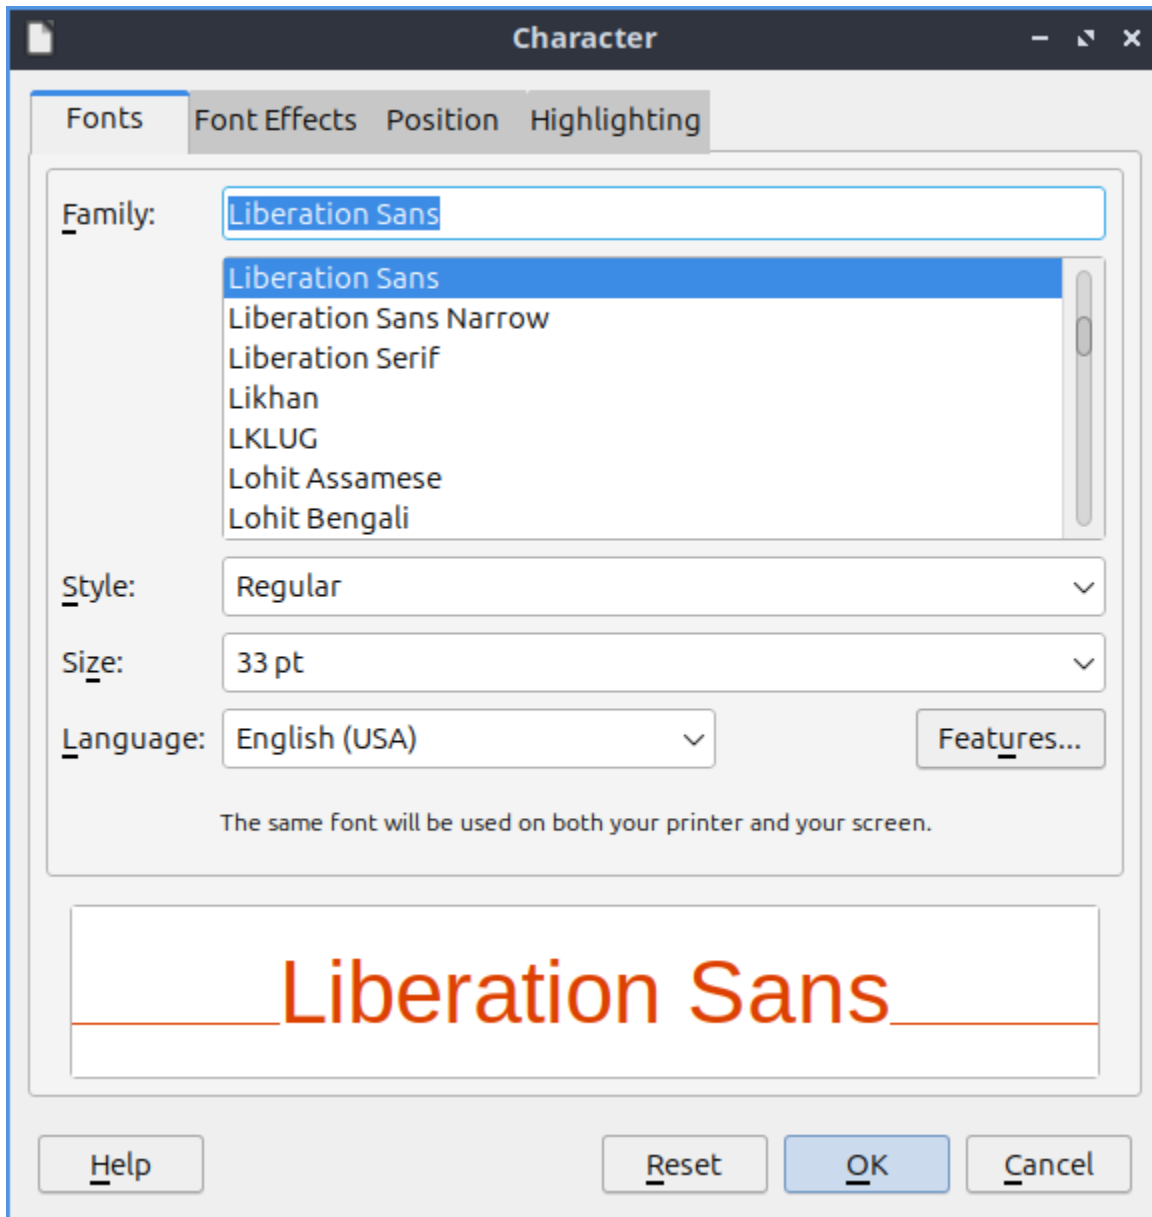 Character
Fonts Font Effects Position Highlighting
Family: Liberation Sans
Liberation Sans
Liberation Sans Narrow
Liberation Serif
Likhan
LKLUG
Lohit Assamese
Lohit Bengali
Style: Regular
Size: 33 pt
Language: English (USA) Features...
The same font will be used on both your printer and your screen.
Liberation Sans
Help Reset OK Cancel